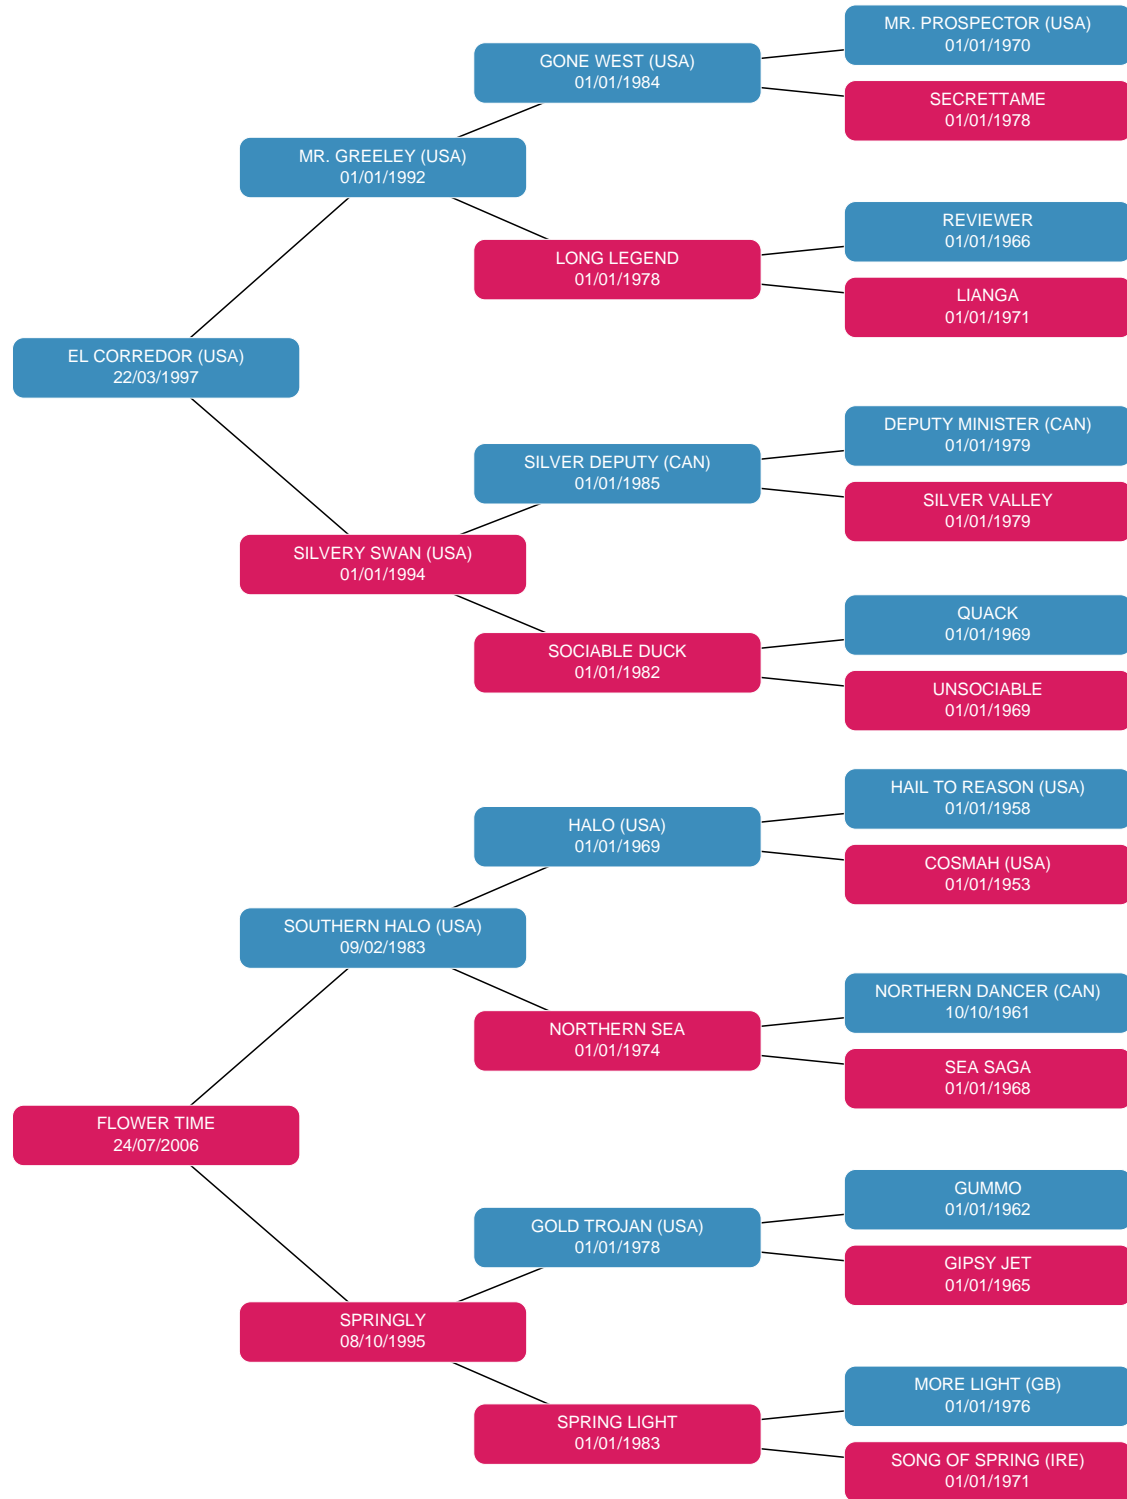 MR. PROSPECTOR (USA)
01/01/1970
GONE WEST (USA)
01/01/1984
SECRETTAME
01/01/1978
MR. GREELEY (USA)
01/01/1992
REVIEWER
01/01/1966
LONG LEGEND
01/01/1978
LIANGA
01/01/1971
EL CORREDOR (USA)
22/03/1997
DEPUTY MINISTER (CAN)
01/01/1979
SILVER DEPUTY (CAN)
01/01/1985
SILVER VALLEY
01/01/1979
SILVERY SWAN (USA)
01/01/1994
QUACK
01/01/1969
SOCIABLE DUCK
01/01/1982
UNSOCIABLE
01/01/1969
HAIL TO REASON (USA)
01/01/1958
HALO (USA)
01/01/1969
COSMAH (USA)
01/01/1953
SOUTHERN HALO (USA)
09/02/1983
NORTHERN DANCER (CAN)
10/10/1961
NORTHERN SEA
01/01/1974
SEA SAGA
01/01/1968
FLOWER TIME
24/07/2006
GUMMO
01/01/1962
GOLD TROJAN (USA)
01/01/1978
GIPSY JET
01/01/1965
SPRINGLY
08/10/1995
MORE LIGHT (GB)
01/01/1976
SPRING LIGHT
01/01/1983
SONG OF SPRING (IRE)
01/01/1971